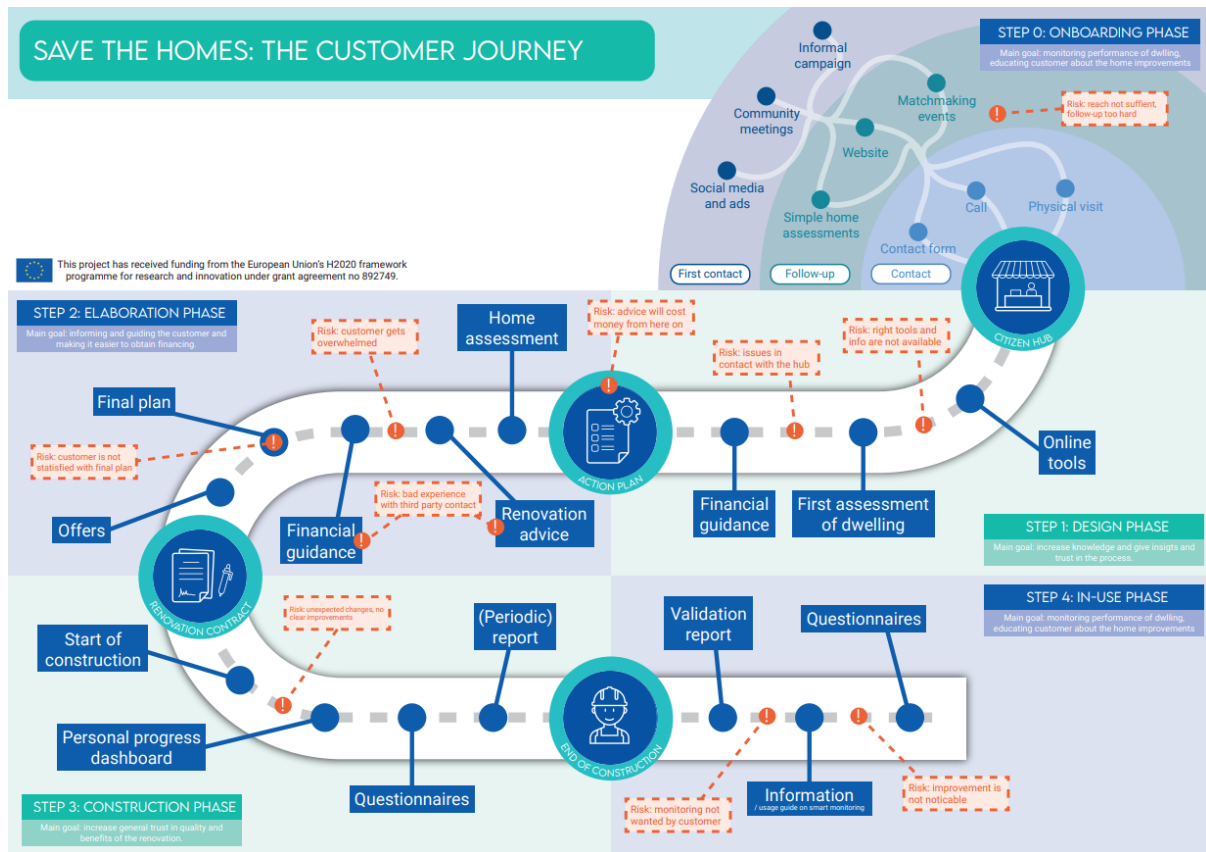 SAVE THE HOMES: THE CUSTOMER JOURNEY
STEP 0: ONBOARDING PHASE
Main goal: monitoring performance of dwlling,
educating customer about the home improvements
Informal
campaign
Community
meetings
Social media
and ads
Matchmaking
events
Website
Simple home
assessments
Risk: reach not suffient,
follow-up too hard
Call
Physical visit
Contact form
First contact
Follow-up
Contact
CITIZEN HUB
This project has received funding from the European Union's H2020 framework
programme for research and innovation under grant agreement no 892749.
STEP 2: ELABORATION PHASE
Main goal: informing and guiding the customer and
making it easier to obtain financing.
Risk: customer gets
overwhelmed
Home
assessment
Risk: advice will cost
money from here on
Risk: issues in
contact with the hub
Risk: right tools and
info are not available
Final plan
Risk: customer is not
statisfied with final plan
Offers
Financial
guidance
Risk: bad experience
with third party contact
Renovation
advice
ACTION PLAN
Financial
guidance
First assessment
of dwelling
Online
tools
STEP 1: DESIGN PHASE
Main goal: increase knowledge and give insigts and
trust in the process.
RENOVATION CONTRACT
Start of
construction
Risk: unexpected changes, no
clear improvements
(Periodic)
report
Validation
report
Questionnaires
STEP 4: IN-USE PHASE
Main goal: monitoring performance of dwlling,
educating customer about the home improvements
Personal progress
dashboard
Questionnaires
END OF CONSTRUCTION
Risk: monitoring not
wanted by customer
Information
/ usage guide on smart monitoring
Risk: improvement is
not noticable
STEP 3: CONSTRUCTION PHASE
Main goal: increase general trust in quality and
benefits of the renovation.